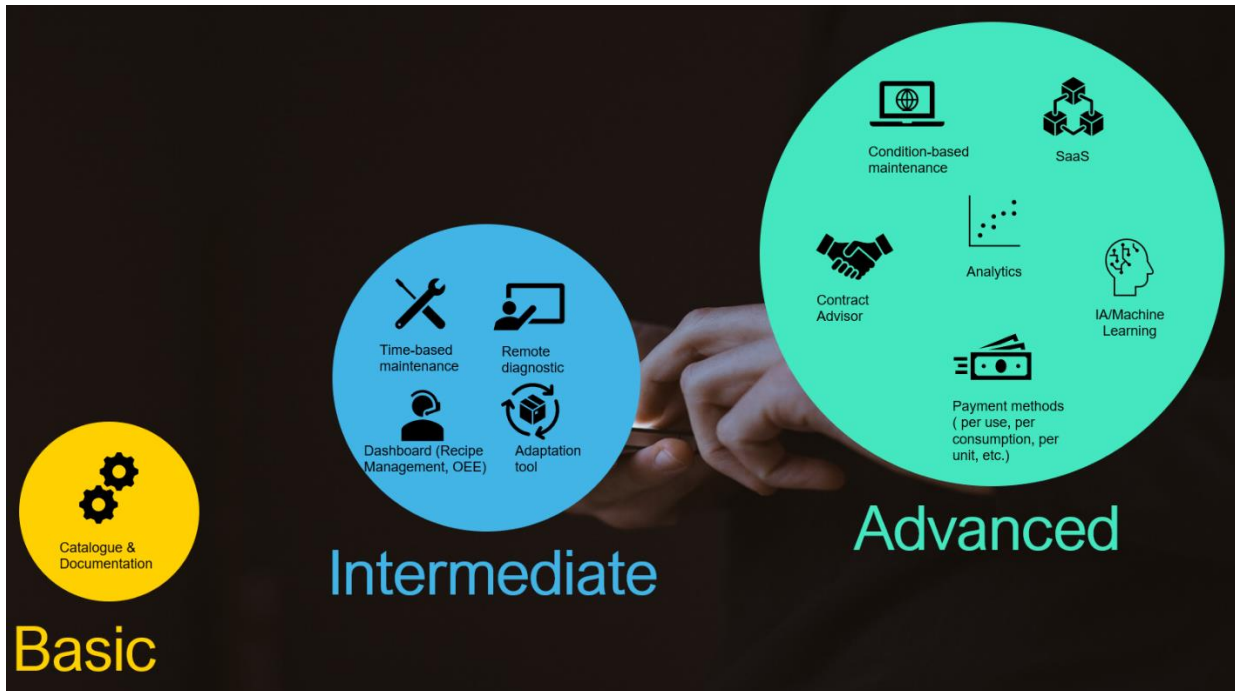 Catalogue &
Documentation
Basic
Time-based
maintenance
Remote
diagnostic
Dashboard (Recipe
Management, OEE)
Adaptation
tool
Intermediate
Condition-based
maintenance
SaaS
Analytics
Contract
Advisor
IA/Machine
Learning
Payment methods
( per use, per
consumption, per
unit, etc.)
Advanced